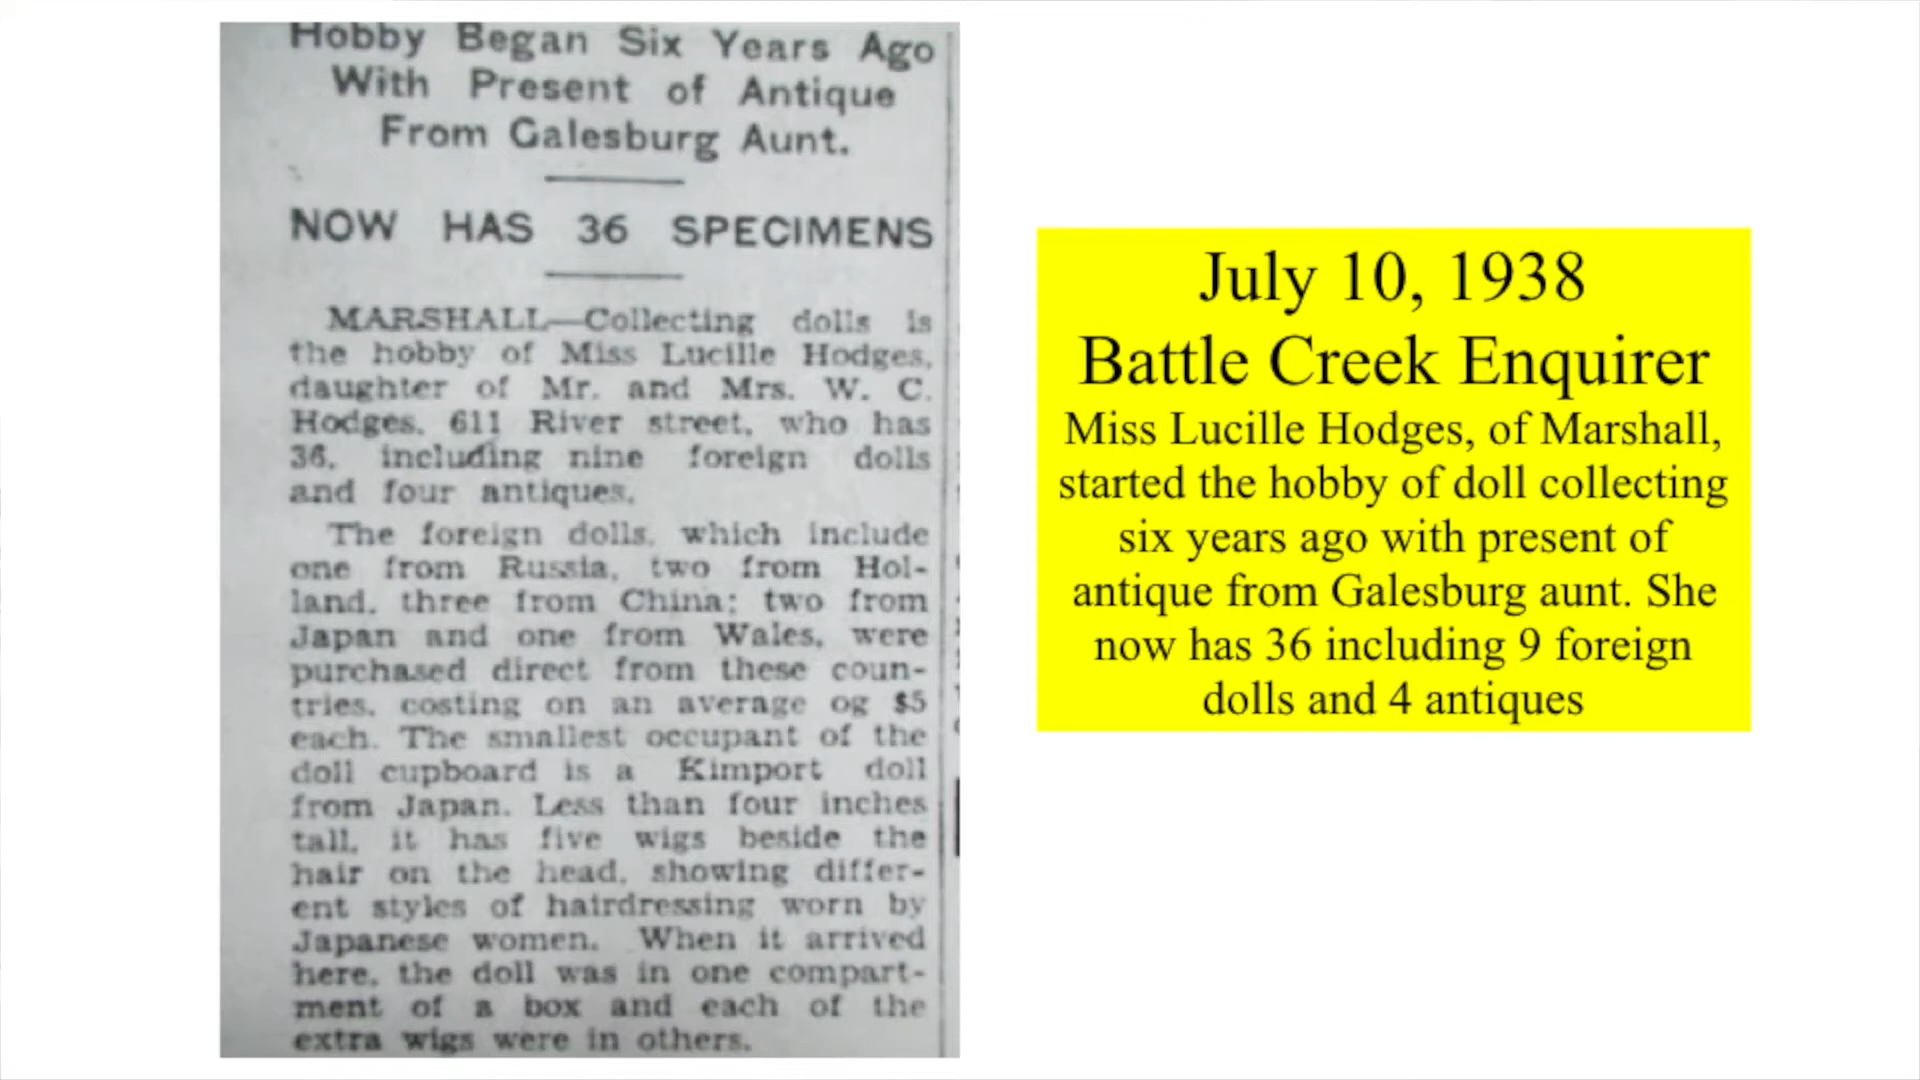 Hobby Began Six Years Ago
With Present of Antique
From Galesburg Aunt.
NOW HAS 36 SPECIMENS
MARSHALL—Collecting dolls is
the hobby of Miss Lucille Hodges,
daughter of Mr. and Mrs. W. C.
Hodges, 611 River street, who has
36, including nine foreign dolls
and four antiques.
The foreign dolls, which include
one from Russia, two from Hol-
land, three from China; two from
Japan and one from Wales, were
purchased direct from these coun-
tries, costing on an average og $5
each. The smallest occupant of the
doll cupboard is a Kimport doll
from Japan. Less than four inches
tall, it has five wigs beside the
hair on the head, showing differ-
ent styles of hairdressing worn by
Japanese women. When it arrived
here, the doll was in one compart-
ment of a box and each of the
extra wigs were in others.
July 10, 1938
Battle Creek Enquirer
Miss Lucille Hodges, of Marshall,
started the hobby of doll collecting
six years ago with present of
antique from Galesburg aunt. She
now has 36 including 9 foreign
dolls and 4 antiques